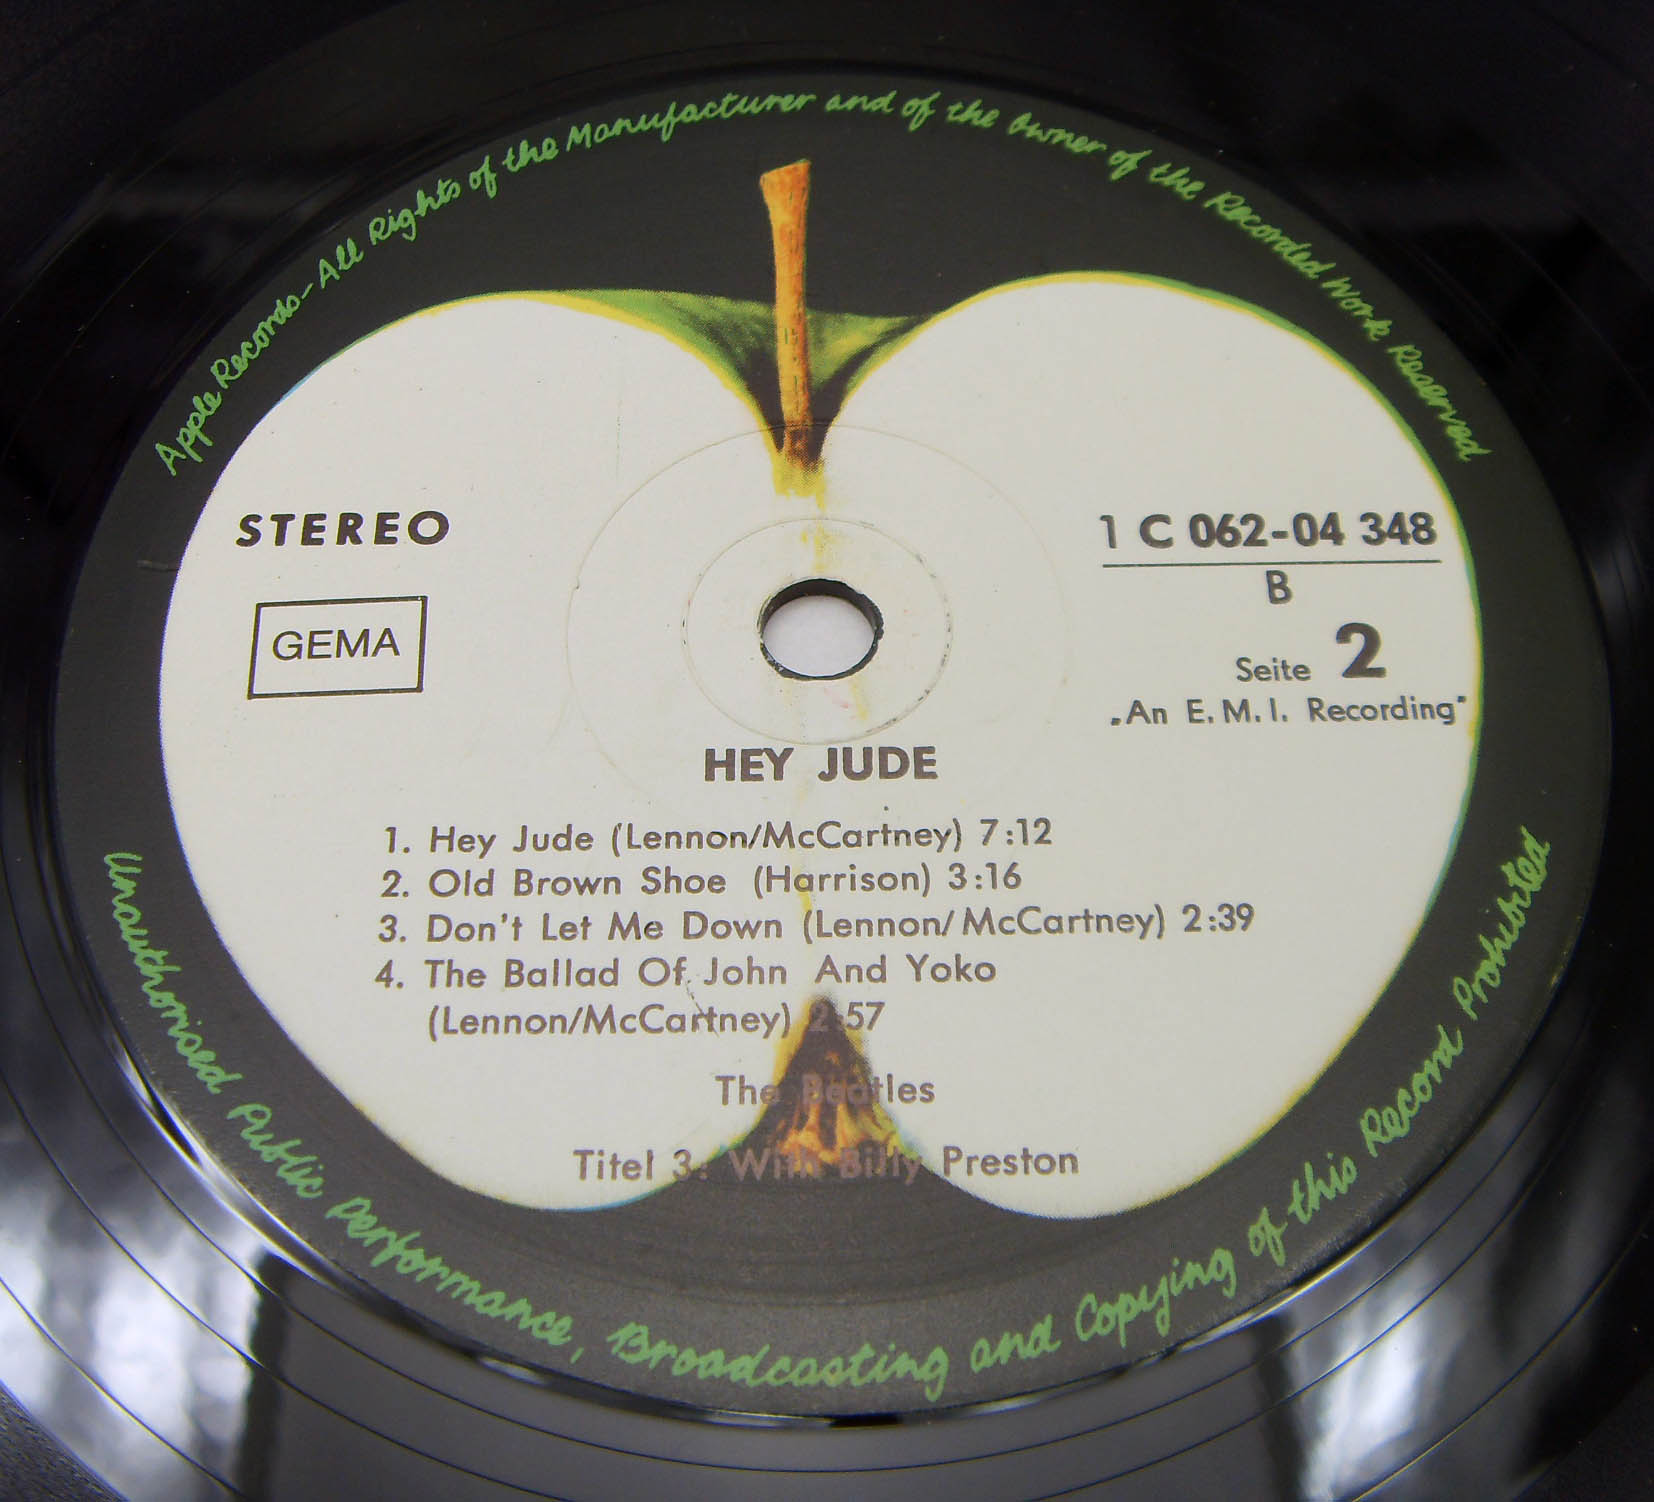 Apple Records-All Rights of the Manufacturer and of the Owner of the Recorded Work Reserved
STEREO
GEMA
1 C 062-04 348
B
Seite 2
„An E.M.I. Recording"
HEY JUDE
1. Hey Jude (Lennon/McCartney) 7:12
2. Old Brown Shoe (Harrison) 3:16
3. Don't Let Me Down (Lennon/McCartney) 2:39
4. The Ballad Of John And Yoko
(Lennon/McCartney) 2:57
The Beatles
Titel 3: With Billy Preston
Unauthorised Public Performance, Broadcasting and Copying of this Record Prohibited